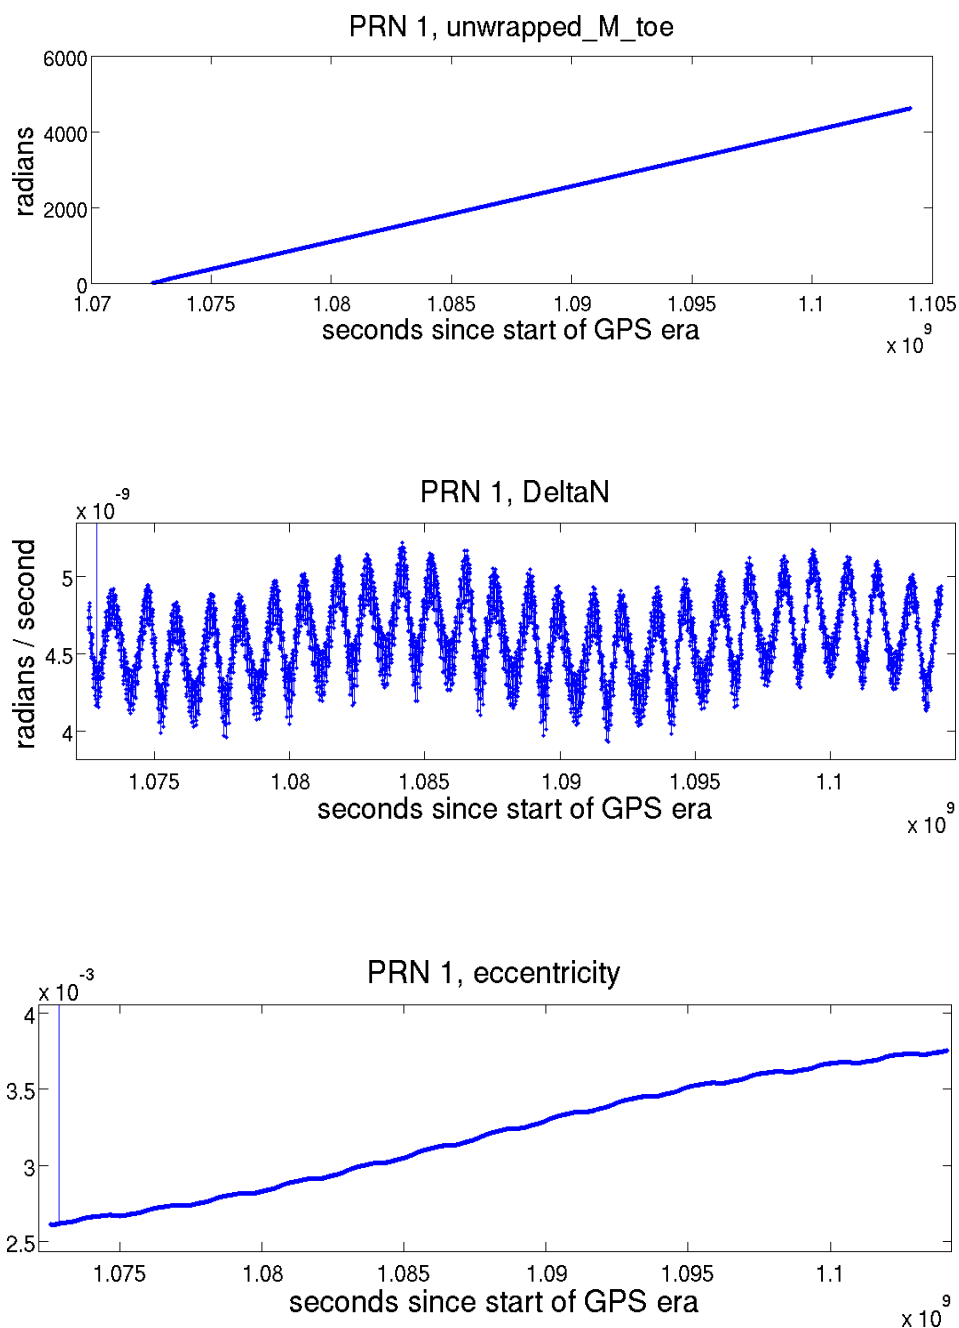 PRN 1, unwrapped_M_toe
6000
4000
2000
0
radians
1.07 1.075 1.08 1.085 1.09 1.095 1.1 1.105
seconds since start of GPS era
x 10^9
PRN 1, DeltaN
x 10^-9
5
4.5
4
radians / second
1.075 1.08 1.085 1.09 1.095 1.1
seconds since start of GPS era
x 10^9
PRN 1, eccentricity
x 10^-3
4
3.5
3
2.5
1.075 1.08 1.085 1.09 1.095 1.1
seconds since start of GPS era
x 10^9